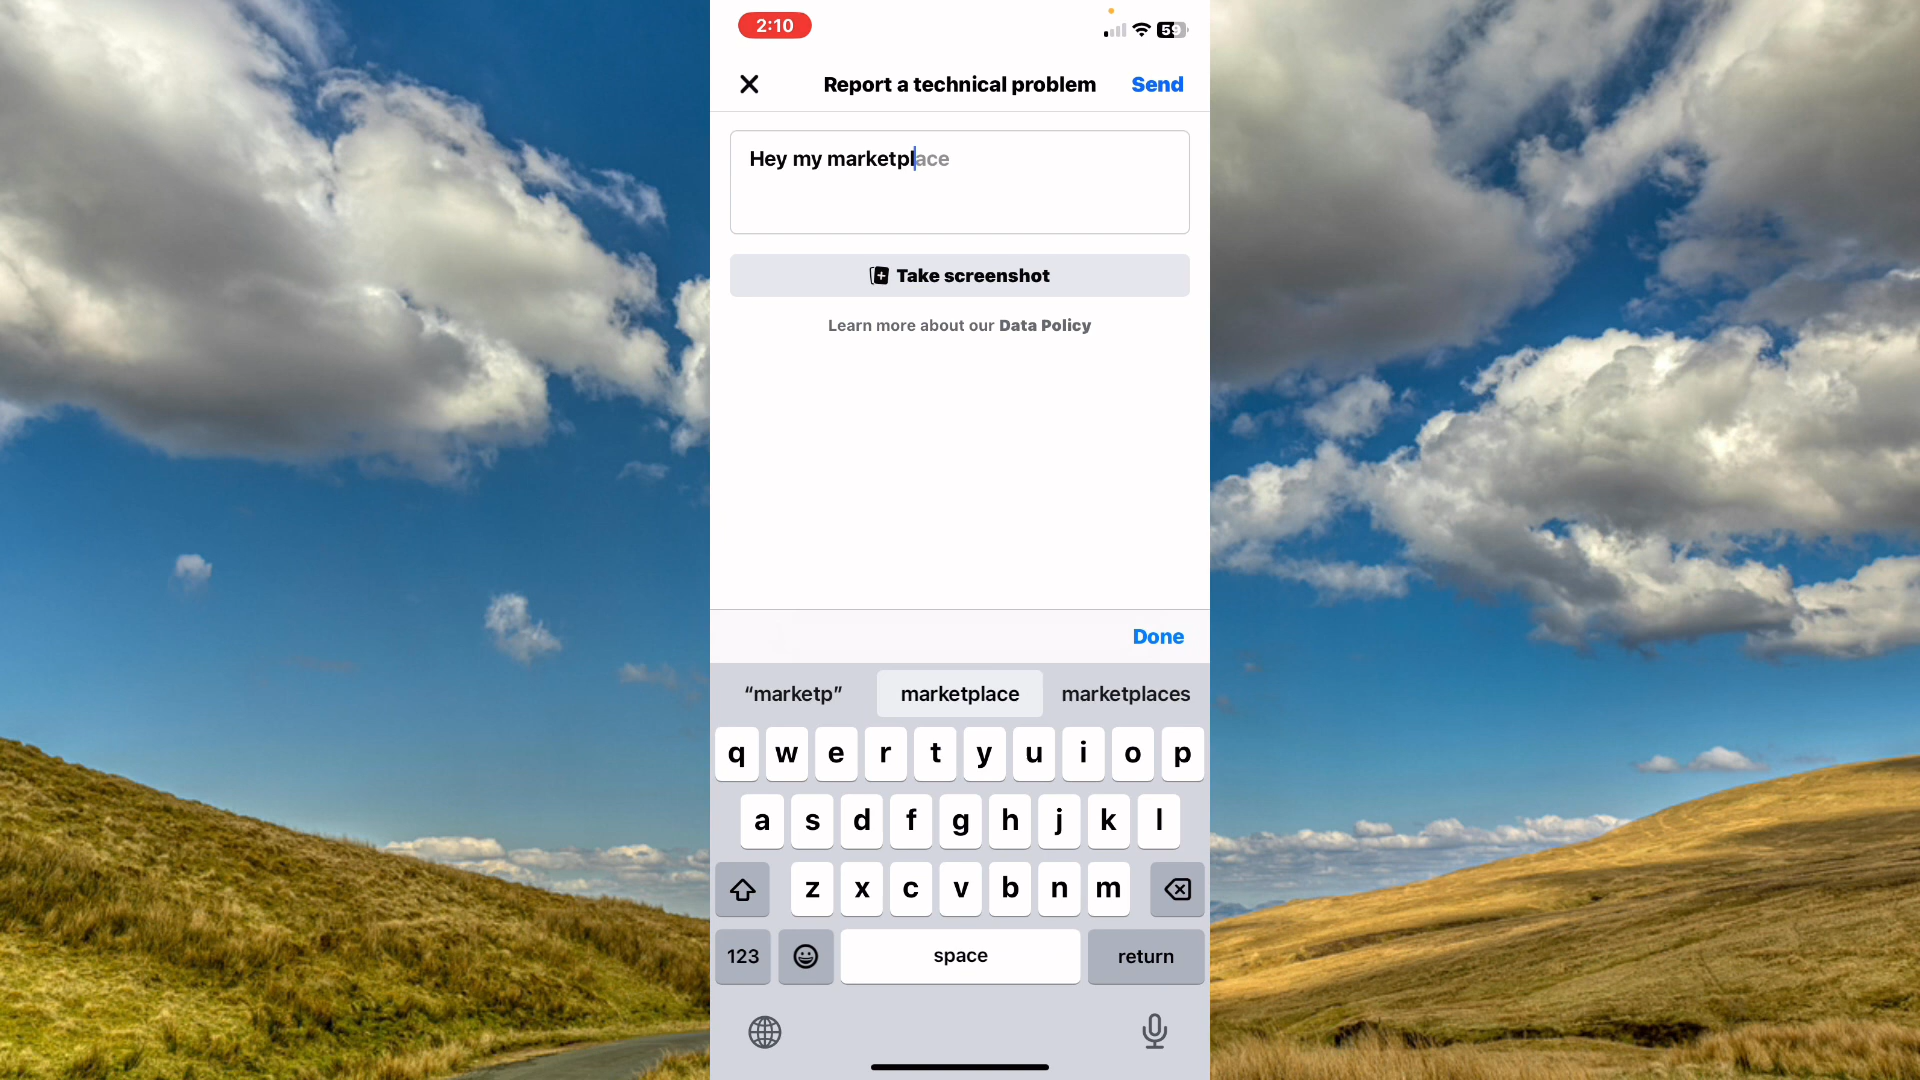 2:10
59
Report a technical problem
Send
Hey my marketplace
Take screenshot
Learn more about our Data Policy
Done
“marketp”
marketplace
marketplaces
q w e r t y u i o p
a s d f g h j k l
z x c v b n m
123
space
return